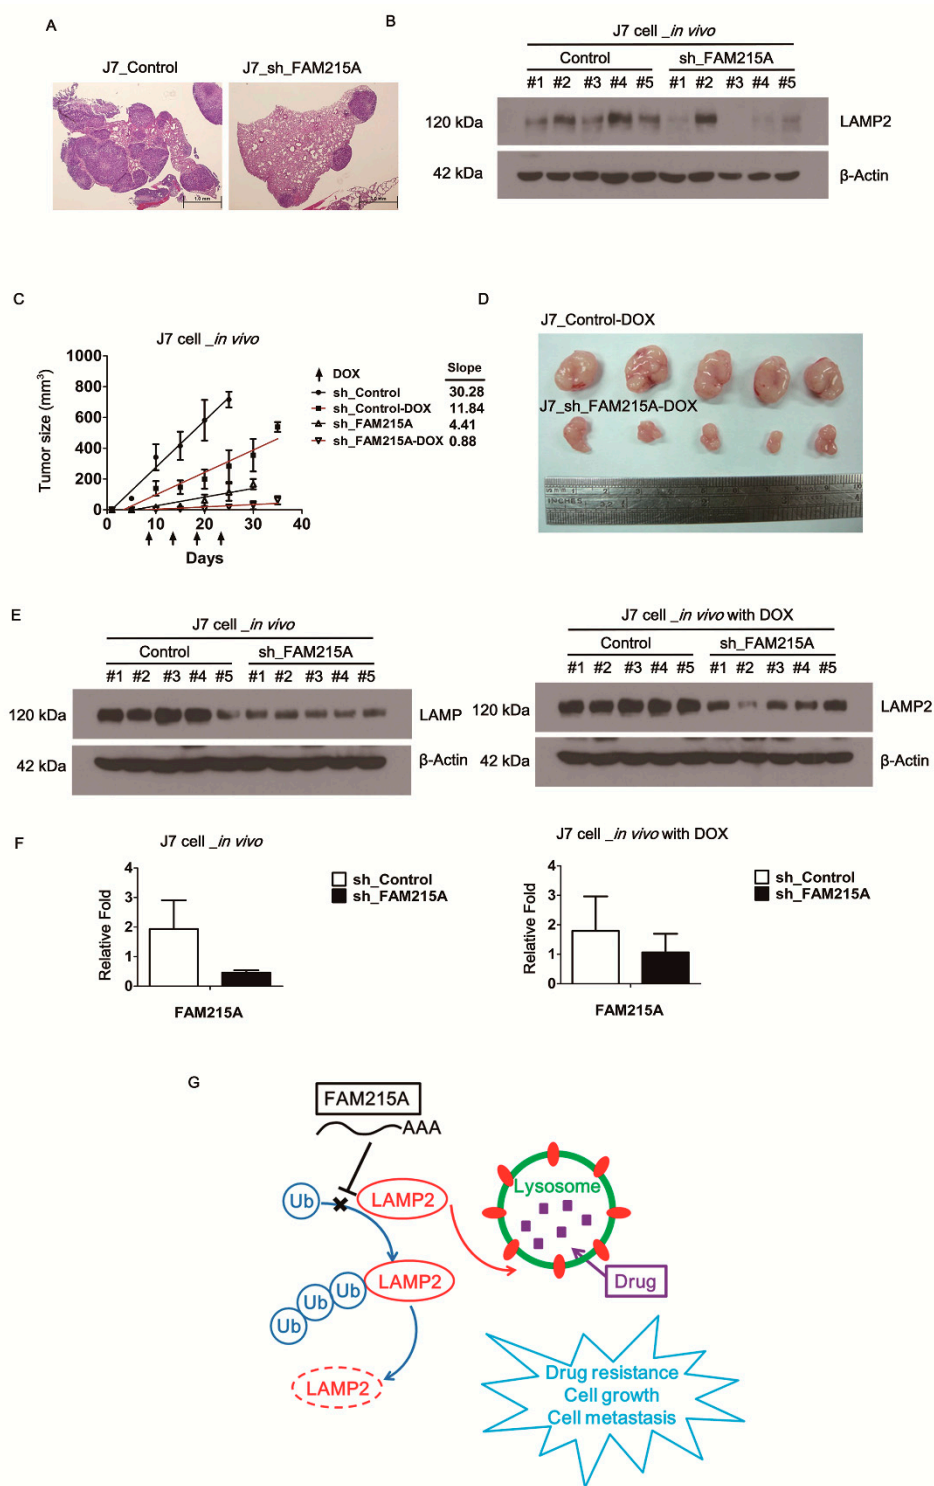 A
J7_Control
J7_sh_FAM215A
1.0 mm
B
J7 cell _in vivo
Control sh_FAM215A
#1 #2 #3 #4 #5 #1 #2 #3 #4 #5
120 kDa LAMP2
42 kDa β-Actin
C
J7 cell _in vivo
Tumor size (mm³)
1000
800
600
400
200
0
0 10 20 30 40
Days
DOX Slope
sh_Control 30.28
sh_Control-DOX 11.84
sh_FAM215A 4.41
sh_FAM215A-DOX 0.88
D
J7_Control-DOX
J7_sh_FAM215A-DOX
INCHES
E
J7 cell _in vivo
Control sh_FAM215A
#1 #2 #3 #4 #5 #1 #2 #3 #4 #5
120 kDa LAMP
42 kDa β-Actin
J7 cell _in vivo with DOX
Control sh_FAM215A
#1 #2 #3 #4 #5 #1 #2 #3 #4 #5
120 kDa LAMP2
42 kDa β-Actin
F
J7 cell _in vivo
Relative Fold
4
3
2
1
0
FAM215A
sh_Control
sh_FAM215A
J7 cell _in vivo with DOX
Relative Fold
4
3
2
1
0
FAM215A
sh_Control
sh_FAM215A
G
FAM215A
AAA
Ub
LAMP2
Lysosome
Drug
LAMP2
Ub
Ub
Ub
LAMP2
Drug resistance
Cell growth
Cell metastasis